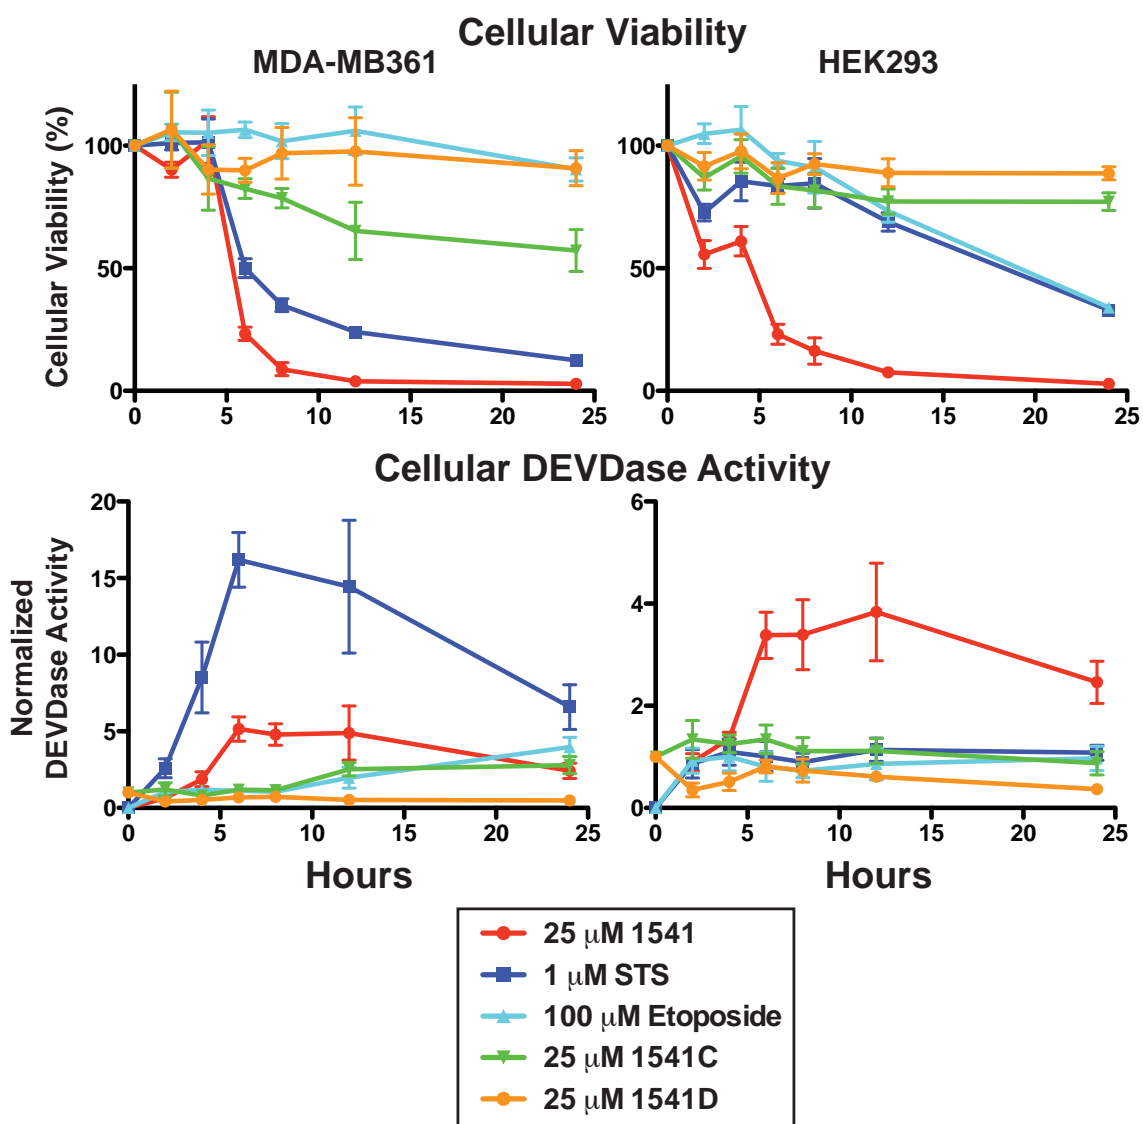 Cellular Viability
MDA-MB361
HEK293
Cellular Viability (%)
100
50
0
0 5 10 15 20 25
100
50
0
0 5 10 15 20 25
Cellular DEVDase Activity
Normalized
DEVDase Activity
20
15
10
5
0
0 5 10 15 20 25
6
4
2
0
0 5 10 15 20 25
Hours
Hours
25 μM 1541
1 μM STS
100 μM Etoposide
25 μM 1541C
25 μM 1541D